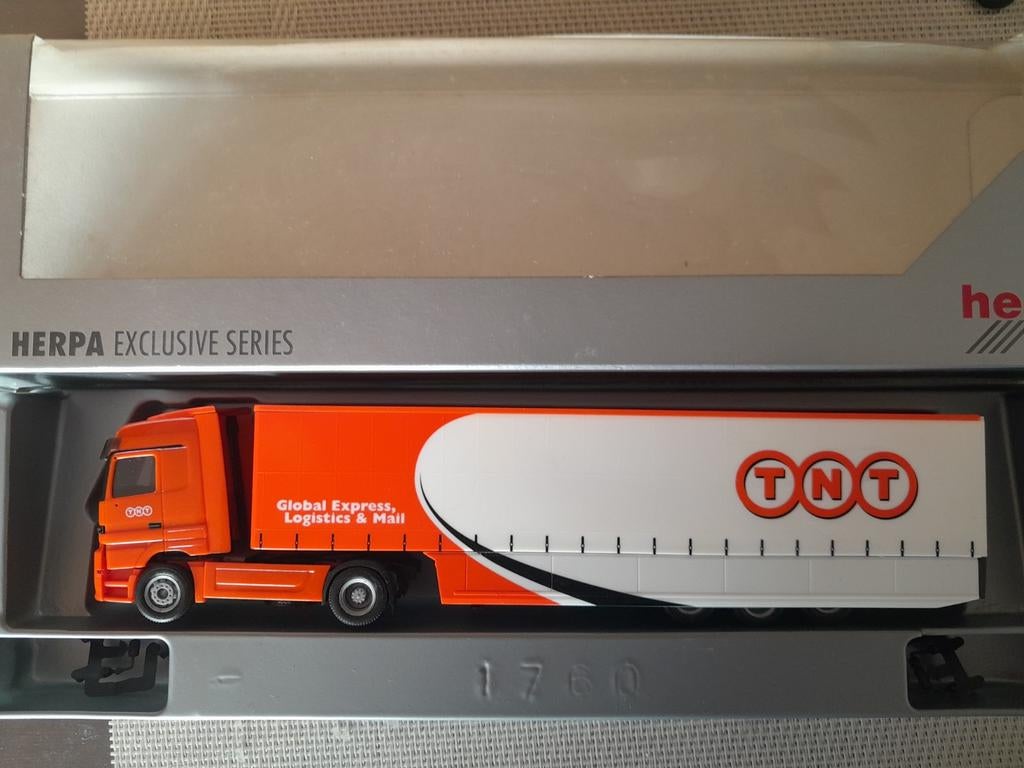 HERPA EXCLUSIVE SERIES
he
Global Express,
Logistics & Mail
TNT
TNT
1760